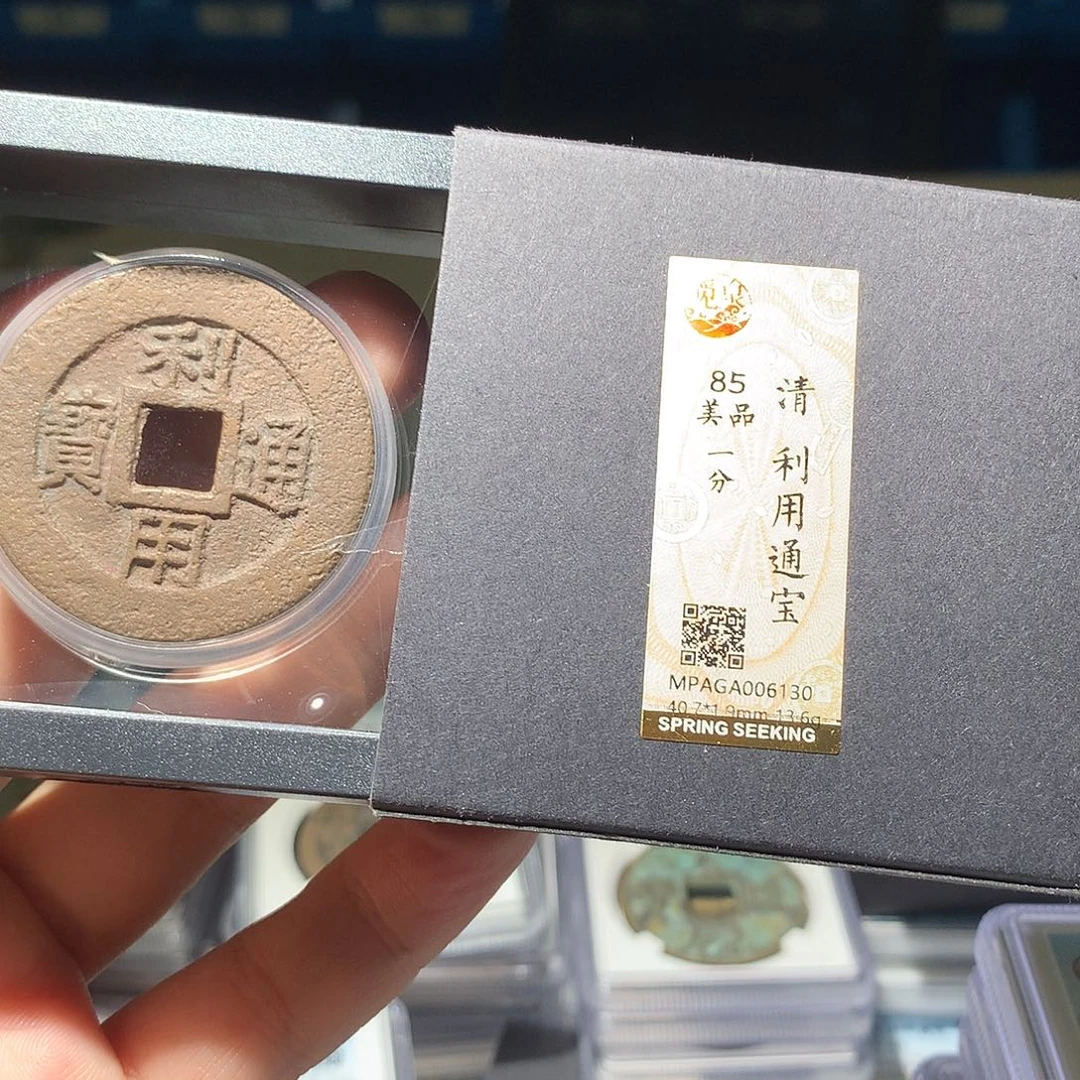 利
用
通
寳
85
美品
一分
清 利用通宝
MPAGA006130
40.7*1.9mm 13.6g
SPRING SEEKING